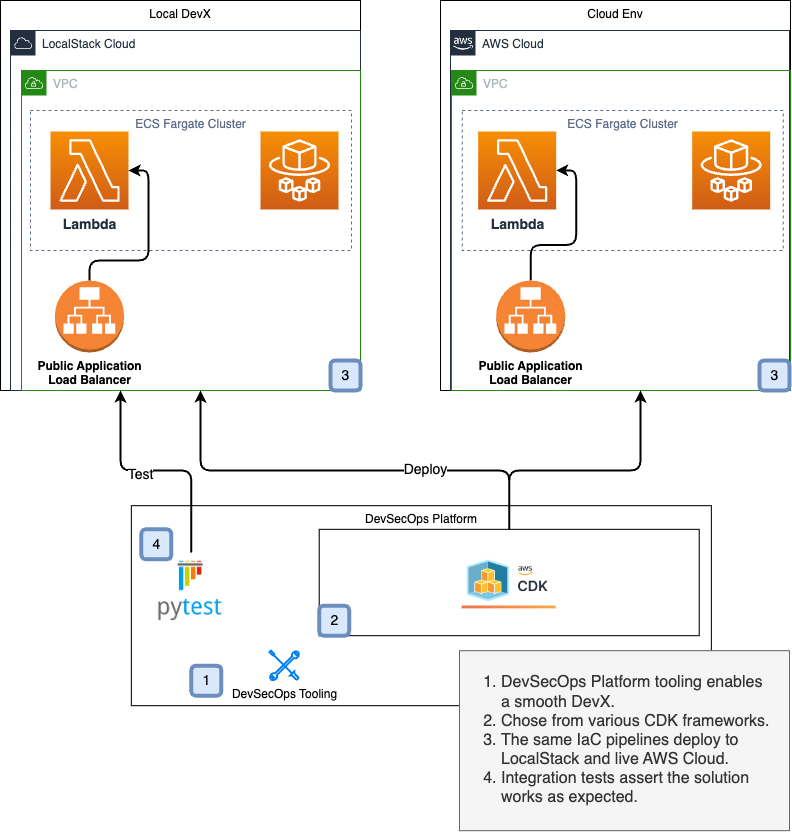 Local DevX
Cloud Env
LocalStack Cloud
aws
AWS Cloud
VPC
VPC
ECS Fargate Cluster
ECS Fargate Cluster
Lambda
Lambda
Public Application
Load Balancer
Public Application
Load Balancer
3
3
Test
Deploy
DevSecOps Platform
4
pytest
aws
CDK
2
1
DevSecOps Tooling
1. DevSecOps Platform tooling enables
a smooth DevX.
2. Chose from various CDK frameworks.
3. The same IaC pipelines deploy to
LocalStack and live AWS Cloud.
4. Integration tests assert the solution
works as expected.